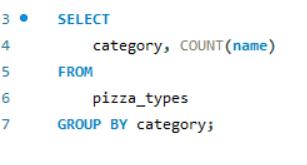 3 SELECT
4 category, COUNT(name)
5 FROM
6 pizza_types
7 GROUP BY category;